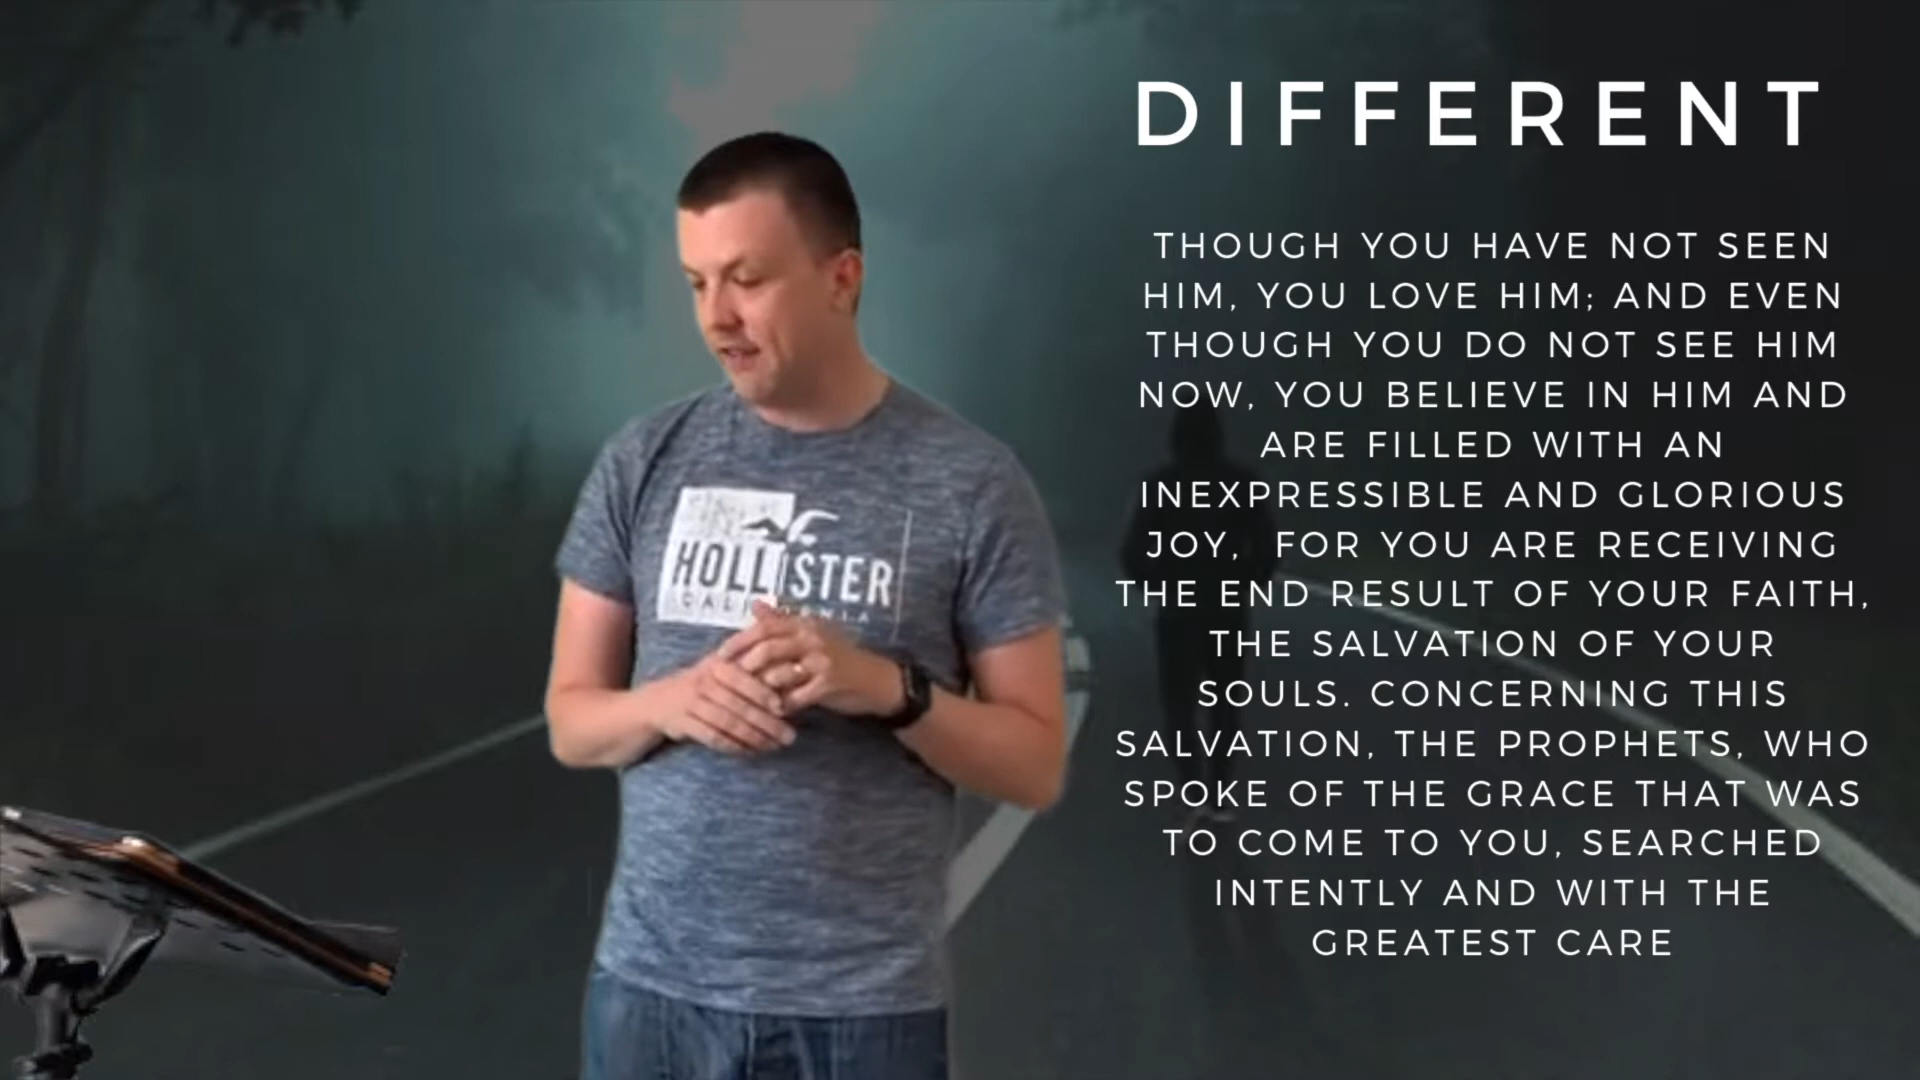 DIFFERENT
THOUGH YOU HAVE NOT SEEN
HIM, YOU LOVE HIM; AND EVEN
THOUGH YOU DO NOT SEE HIM
NOW, YOU BELIEVE IN HIM AND
ARE FILLED WITH AN
INEXPRESSIBLE AND GLORIOUS
JOY, FOR YOU ARE RECEIVING
THE END RESULT OF YOUR FAITH,
THE SALVATION OF YOUR
SOULS. CONCERNING THIS
SALVATION, THE PROPHETS, WHO
SPOKE OF THE GRACE THAT WAS
TO COME TO YOU, SEARCHED
INTENTLY AND WITH THE
GREATEST CARE
HOLLISTER